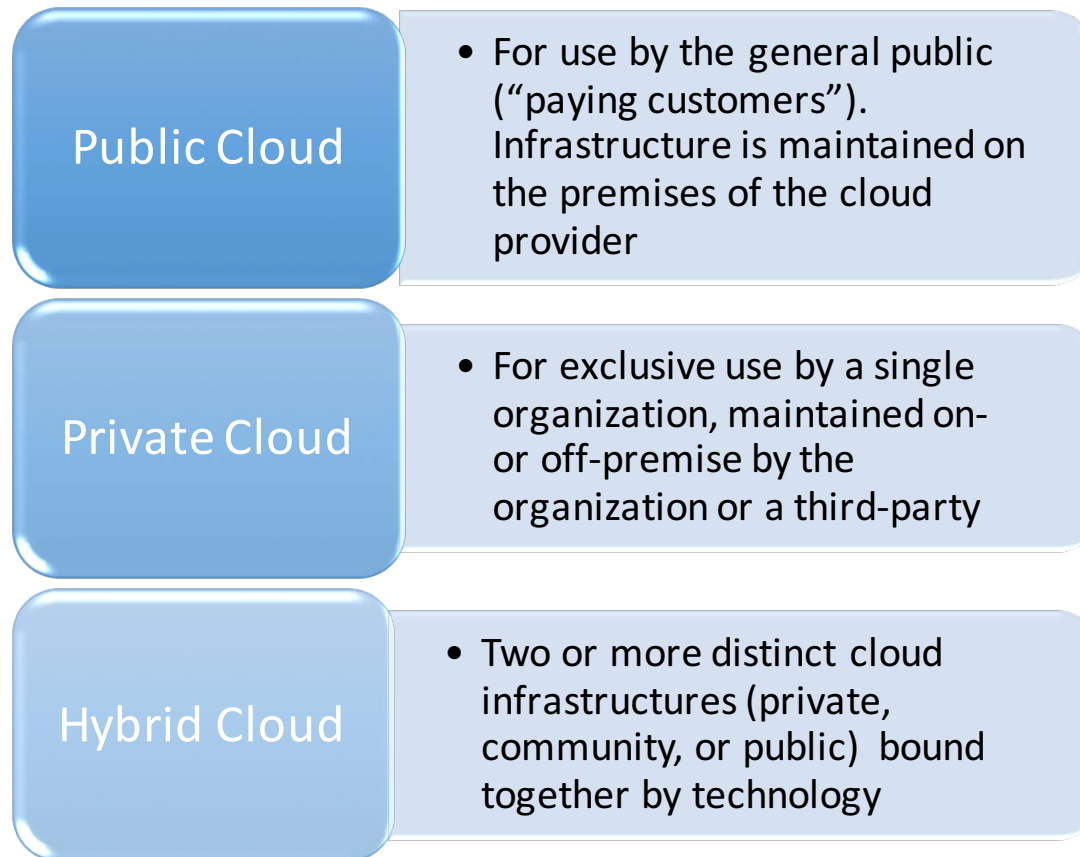 Public Cloud
• For use by the general public
(“paying customers”).
Infrastructure is maintained on
the premises of the cloud
provider
Private Cloud
• For exclusive use by a single
organization, maintained on-
or off-premise by the
organization or a third-party
Hybrid Cloud
• Two or more distinct cloud
infrastructures (private,
community, or public)  bound
together by technology